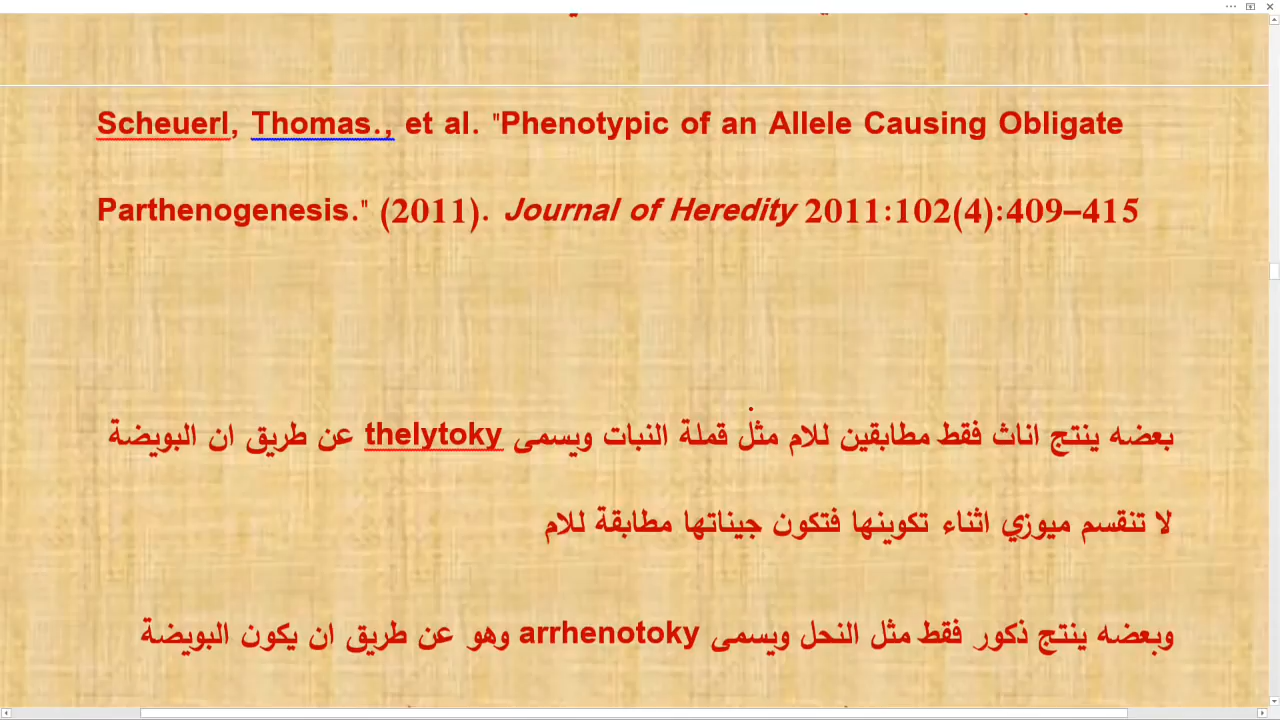 Scheuerl, Thomas., et al. "Phenotypic of an Allele Causing Obligate
Parthenogenesis." (2011). Journal of Heredity 2011:102(4):409–415
بعضه ينتج اناث فقط مطابقين للام مثل قملة النبات ويسمى thelytoky عن طريق ان البويضة
لا تنقسم ميوزي اثناء تكوينها فتكون جيناتها مطابقة للام
وبعضه ينتج ذكور فقط مثل النحل ويسمى arrhenotoky وهو عن طريق ان يكون البويضة